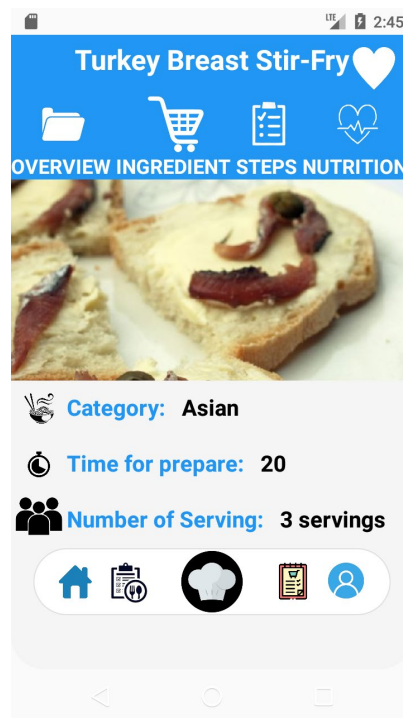 LTE 2:45
Turkey Breast Stir-Fry
OVERVIEW INGREDIENT STEPS NUTRITION
Category: Asian
Time for prepare: 20
Number of Serving: 3 servings